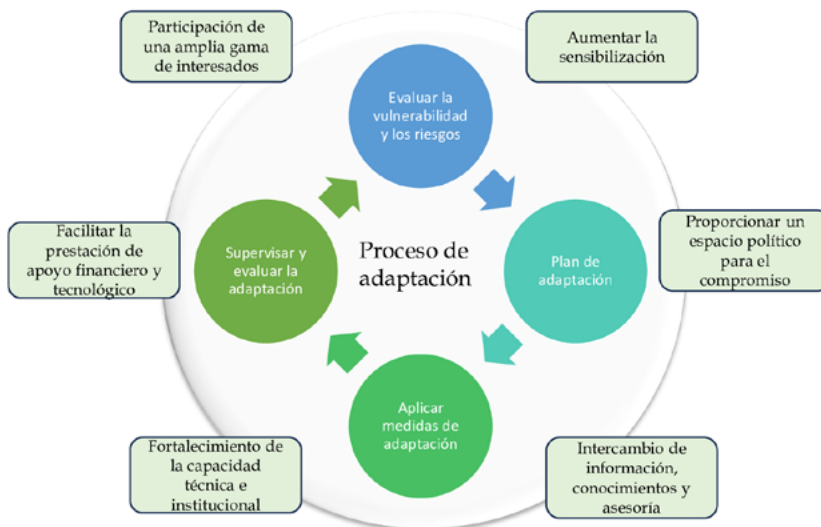 Participación de
una amplia gama
de interesados
Aumentar la
sensibilización
Evaluar la
vulnerabilidad
y los riesgos
Facilitar la
prestación de
apoyo financiero y
tecnológico
Supervisar y
evaluar la
adaptación
Proceso de
adaptación
Plan de
adaptación
Proporcionar un
espacio político
para el
compromiso
Aplicar
medidas de
adaptación
Fortalecimiento de
la capacidad
técnica e
institucional
Intercambio de
información,
conocimientos y
asesoría